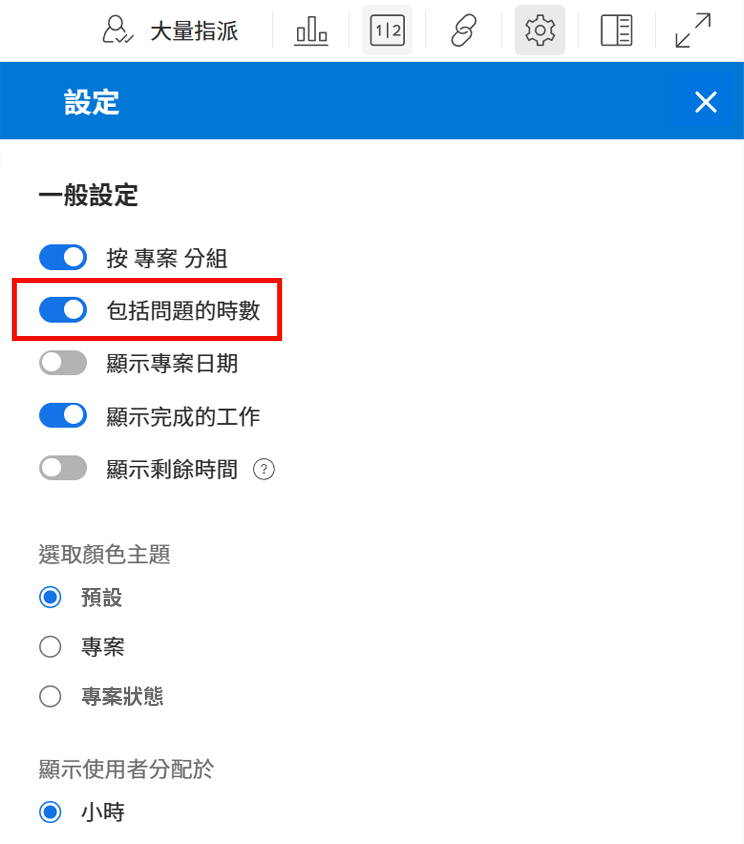 大量指派
1|2
設定
一般設定
按 專案 分組
包括問題的時數
顯示專案日期
顯示完成的工作
顯示剩餘時間 ?
選取顏色主題
預設
專案
專案狀態
顯示使用者分配於
小時